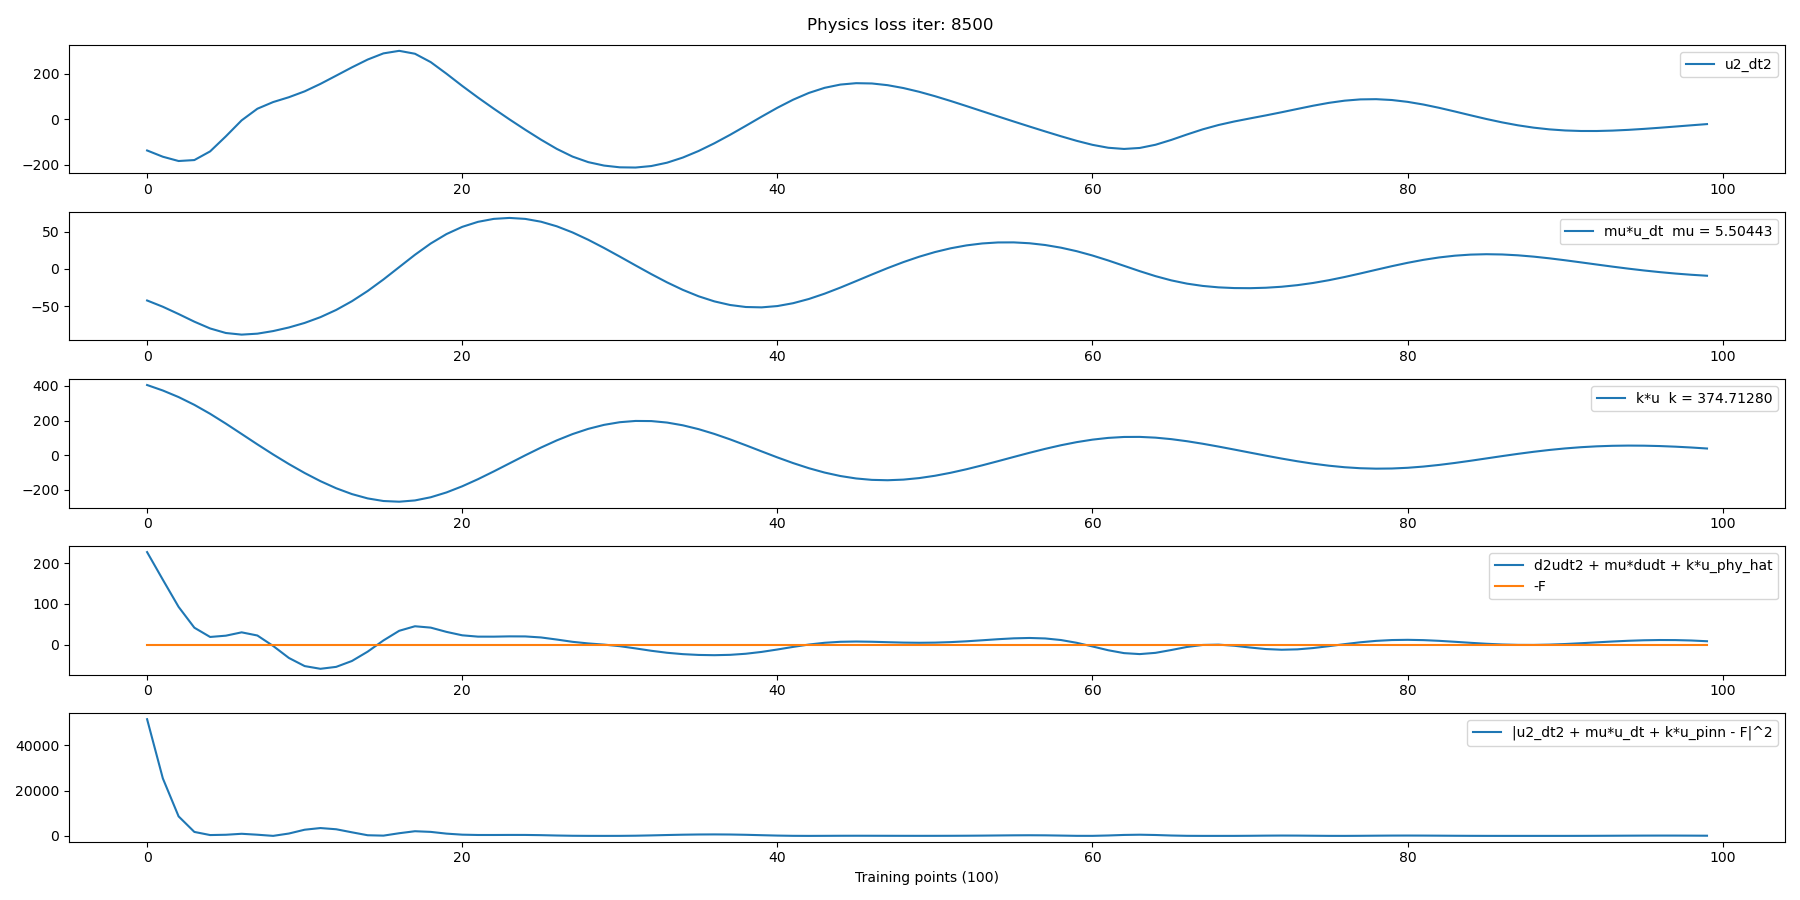 Physics loss iter: 8500
u2_dt2
200
0
−200
0 20 40 60 80 100
mu*u_dt  mu = 5.50443
50
0
−50
0 20 40 60 80 100
k*u  k = 374.71280
400
200
0
−200
0 20 40 60 80 100
d2udt2 + mu*dudt + k*u_phy_hat
-F
200
100
0
0 20 40 60 80 100
|u2_dt2 + mu*u_dt + k*u_pinn - F|^2
40000
20000
0
0 20 40 60 80 100
Training points (100)